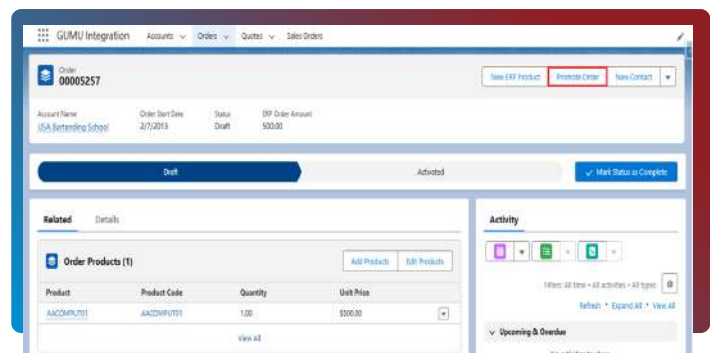 GUMU Integration Accounts Orders Quotes Sales Orders
Order
00005257
New ERP Product Promote Order New Contact
Account Name Order Start Date Status ERP Order Amount
USA Bartending School 2/7/2013 Draft 500.00
Draft Activated Mark Status as Complete
Related Details
Activity
Order Products (1) Add Products Edit Products
Filters: All time • All activities • All types
Product Product Code Quantity Unit Price
Refresh • Expand All • View All
AACOMPUT01 AACOMPUT01 1.00 $500.00
Upcoming & Overdue
View All